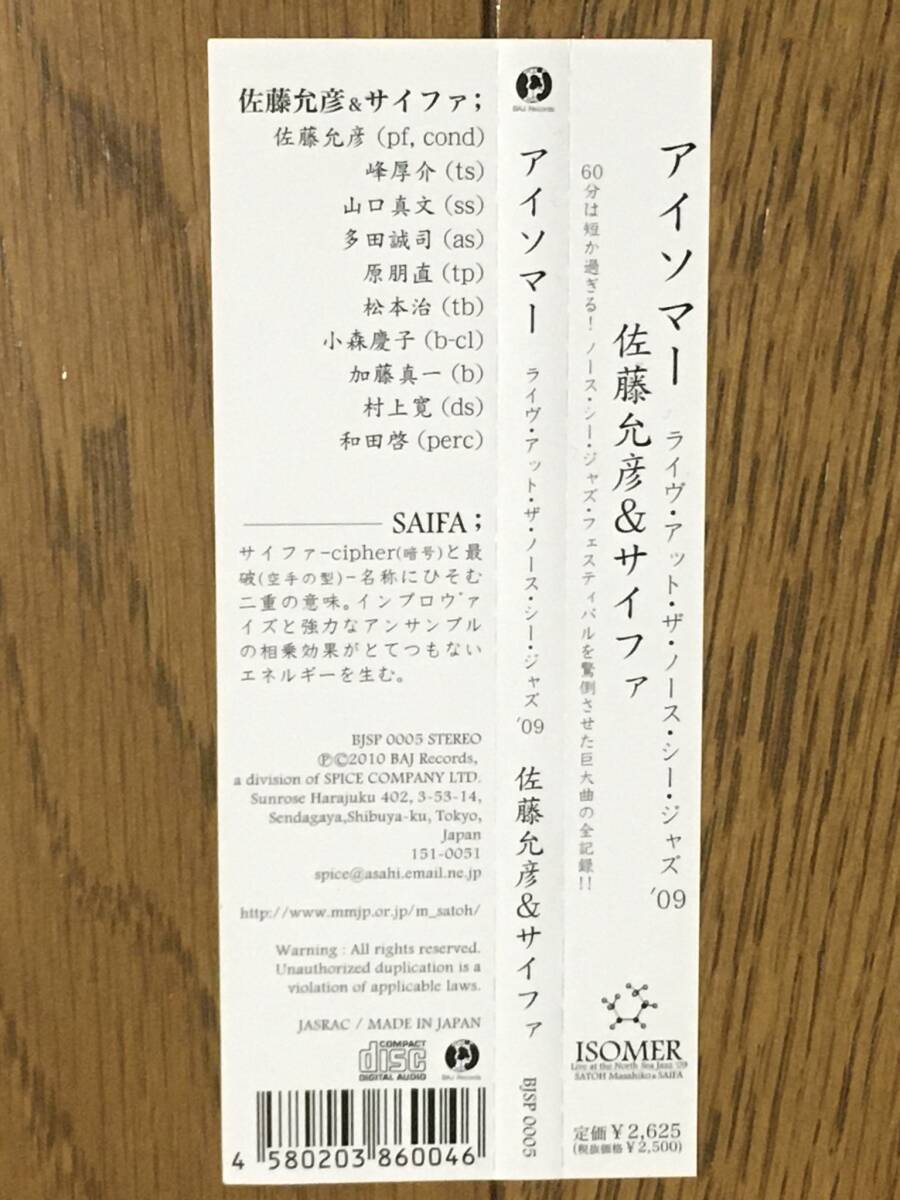 佐藤允彦&サイファ；
佐藤允彦 (pf, cond)
峰厚介 (ts)
山口真文 (ss)
多田誠司 (as)
原朋直 (tp)
松本治 (tb)
小森慶子 (b-cl)
加藤真一 (b)
村上寛 (ds)
和田啓 (perc)
SAIFA ;
サイファ-cipher(暗号)と最
破(空手の型)-名称にひそむ
二重の意味。インプロヴァ
イズと強力なアンサンブル
の相乗効果がとてつもない
エネルギーを生む。
BJSP 0005 STEREO
Ⓟ©2010 BAJ Records,
a division of SPICE COMPANY LTD.
Sunrose Harajuku 402, 3-53-14,
Sendagaya,Shibuya-ku, Tokyo,
Japan
151-0051
spice@asahi.email.ne.jp
http://www.mmjp.or.jp/m_satoh/
Warning : All rights reserved.
Unauthorized duplication is a
violation of applicable laws.
JASRAC / MADE IN JAPAN
COMPACT
disc
DIGITAL AUDIO
BAJ Records
4 580203 860046
BAJ Records
アイソマー ライヴ・アット・ザ・ノース・シー・ジャズ '09 佐藤允彦&サイファ BJSP 0005
アイソマー ライヴ・アット・ザ・ノース・シー・ジャズ '09
佐藤允彦&サイファ
60分は短か過ぎる！ノース・シー・ジャズ・フェスティバルを驚倒させた巨大曲の全記録!!
ISOMER
Live at the North Sea Jazz '09
SATOH Masahiko & SAIFA
定価￥2,625
(税抜価格￥2,500)